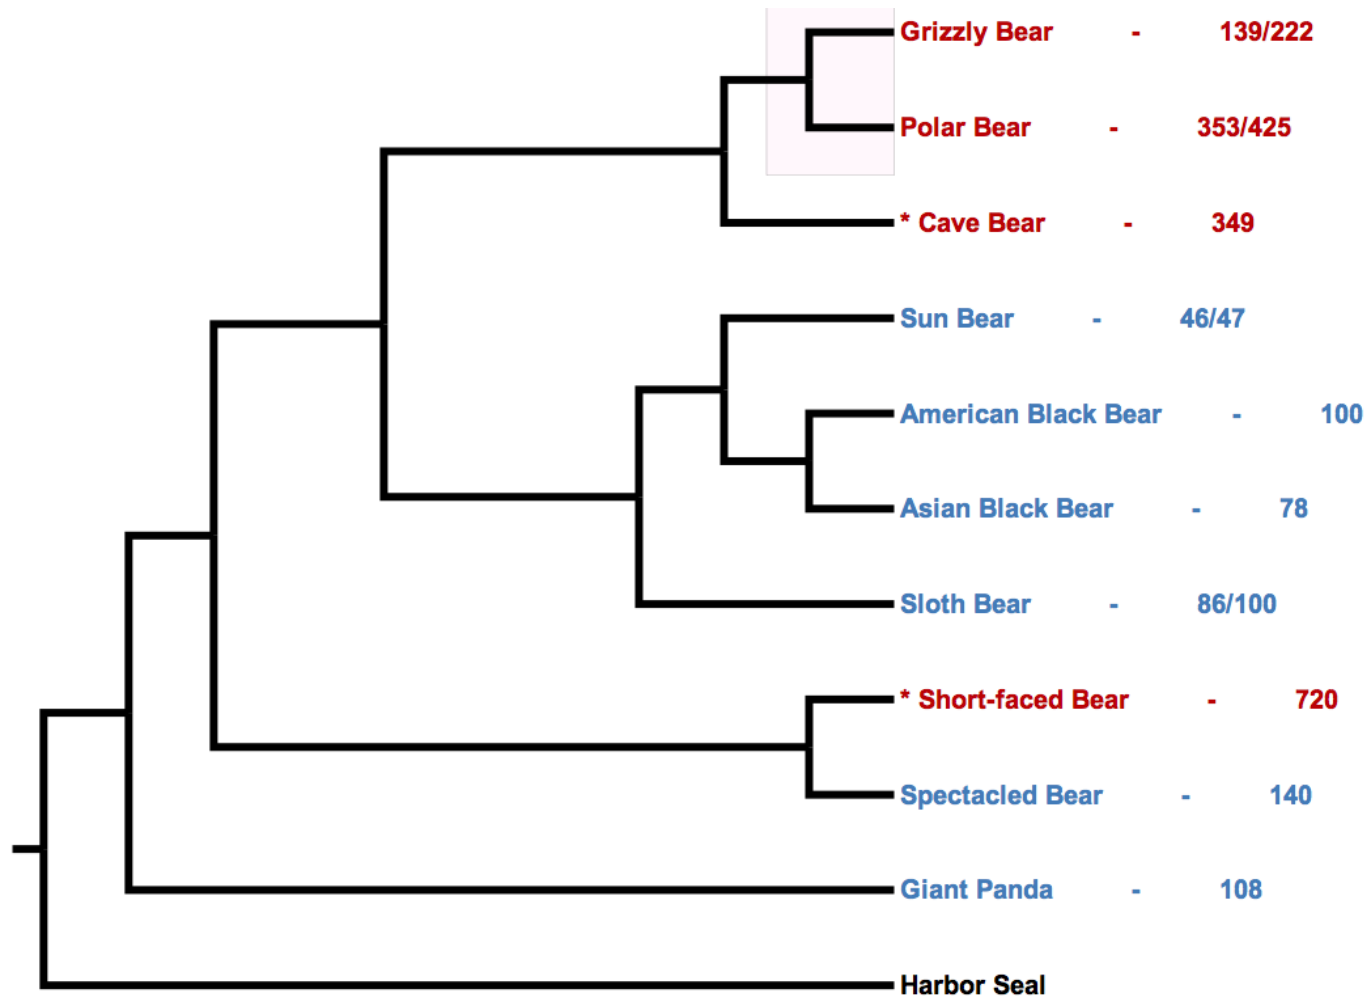 Grizzly Bear - 139/222
Polar Bear - 353/425
* Cave Bear - 349
Sun Bear - 46/47
American Black Bear - 100
Asian Black Bear - 78
Sloth Bear - 86/100
* Short-faced Bear - 720
Spectacled Bear - 140
Giant Panda - 108
Harbor Seal